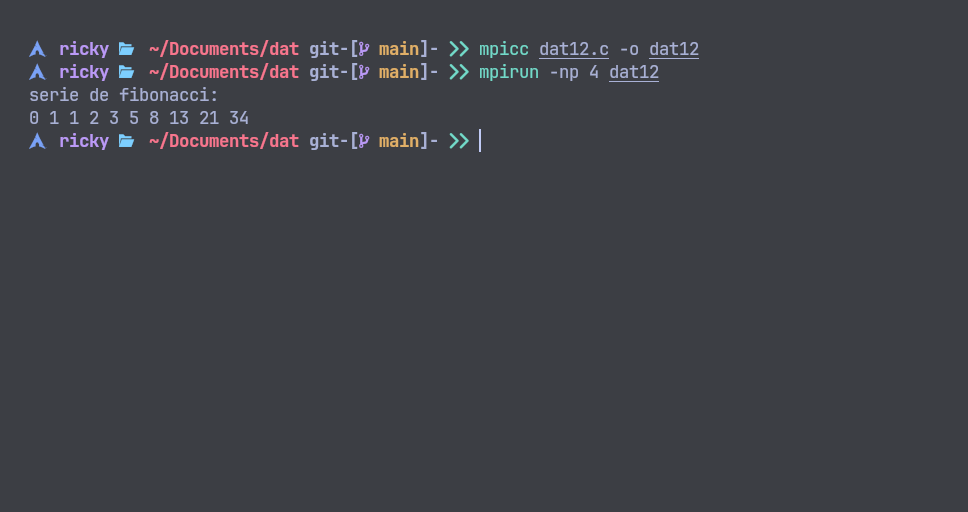 ricky ~/Documents/dat git-[ main]- >> mpicc dat12.c -o dat12
ricky ~/Documents/dat git-[ main]- >> mpirun -np 4 dat12
serie de fibonacci:
0 1 1 2 3 5 8 13 21 34
ricky ~/Documents/dat git-[ main]- >>